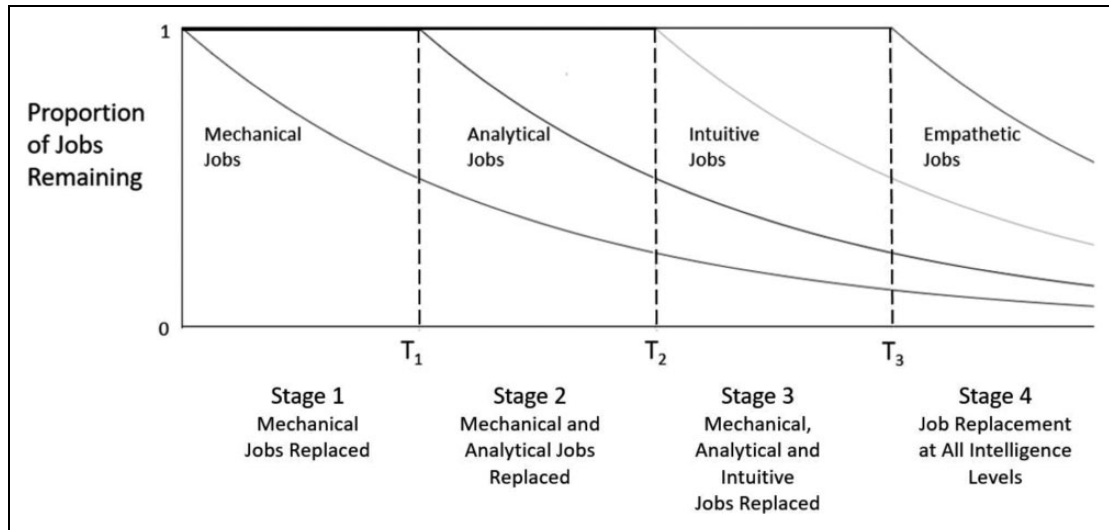 1
Proportion
of Jobs
Remaining
Mechanical
Jobs
Analytical
Jobs
Intuitive
Jobs
Empathetic
Jobs
0
T₁
T₂
T₃
Stage 1
Mechanical
Jobs Replaced
Stage 2
Mechanical and
Analytical Jobs
Replaced
Stage 3
Mechanical,
Analytical and
Intuitive
Jobs Replaced
Stage 4
Job Replacement
at All Intelligence
Levels